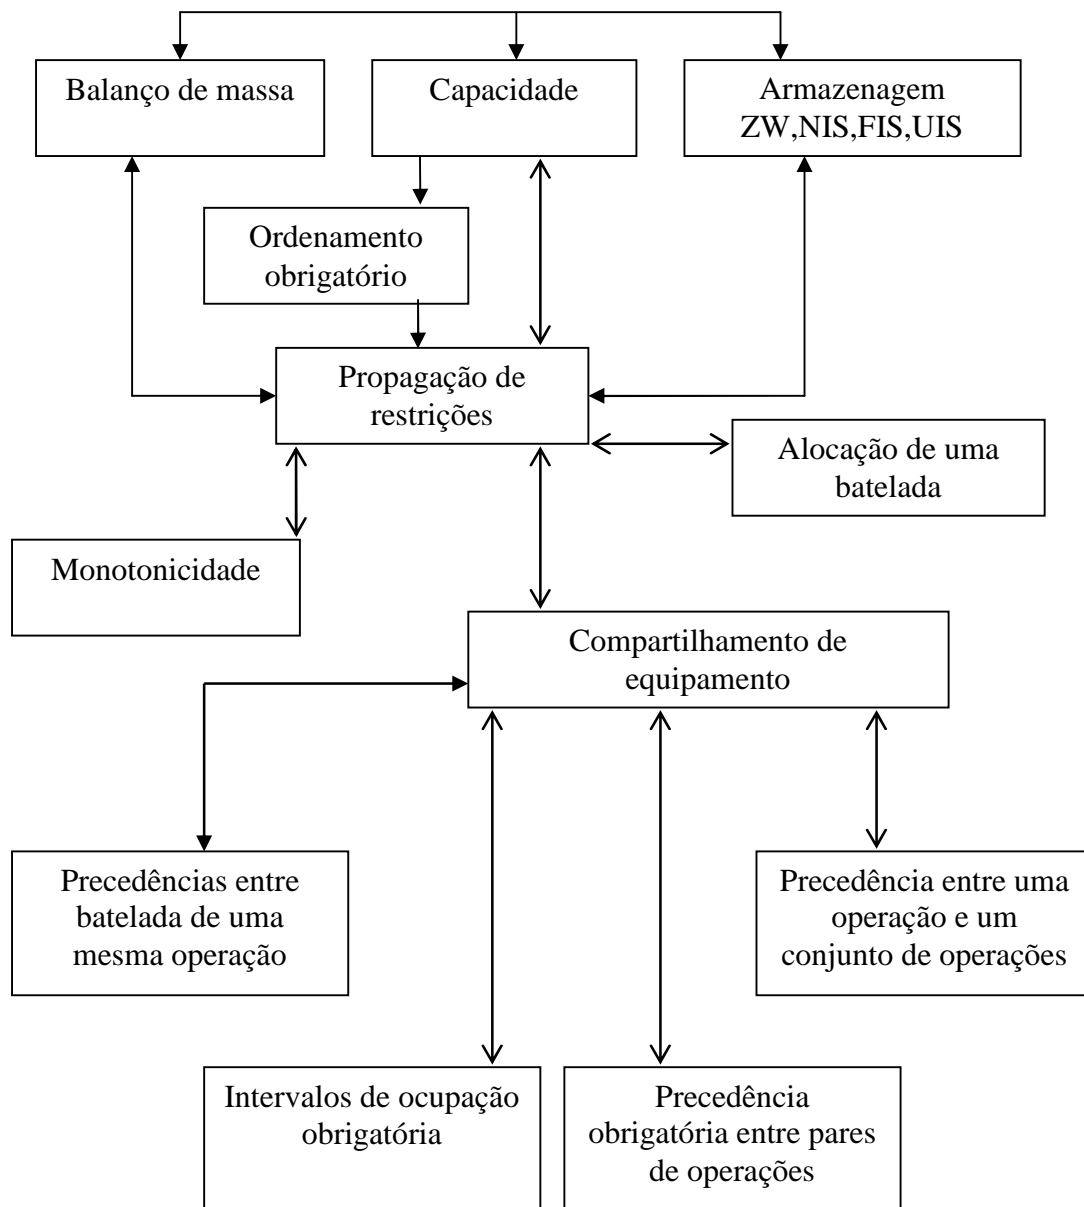 Balanço de massa
Capacidade
Armazenagem
ZW,NIS,FIS,UIS
Ordenamento
obrigatório
Propagação de
restrições
Alocação de uma
batelada
Monotonicidade
Compartilhamento de
equipamento
Precedências entre
batelada de uma
mesma operação
Precedência entre uma
operação e um
conjunto de operações
Intervalos de ocupação
obrigatória
Precedência
obrigatória entre pares
de operações